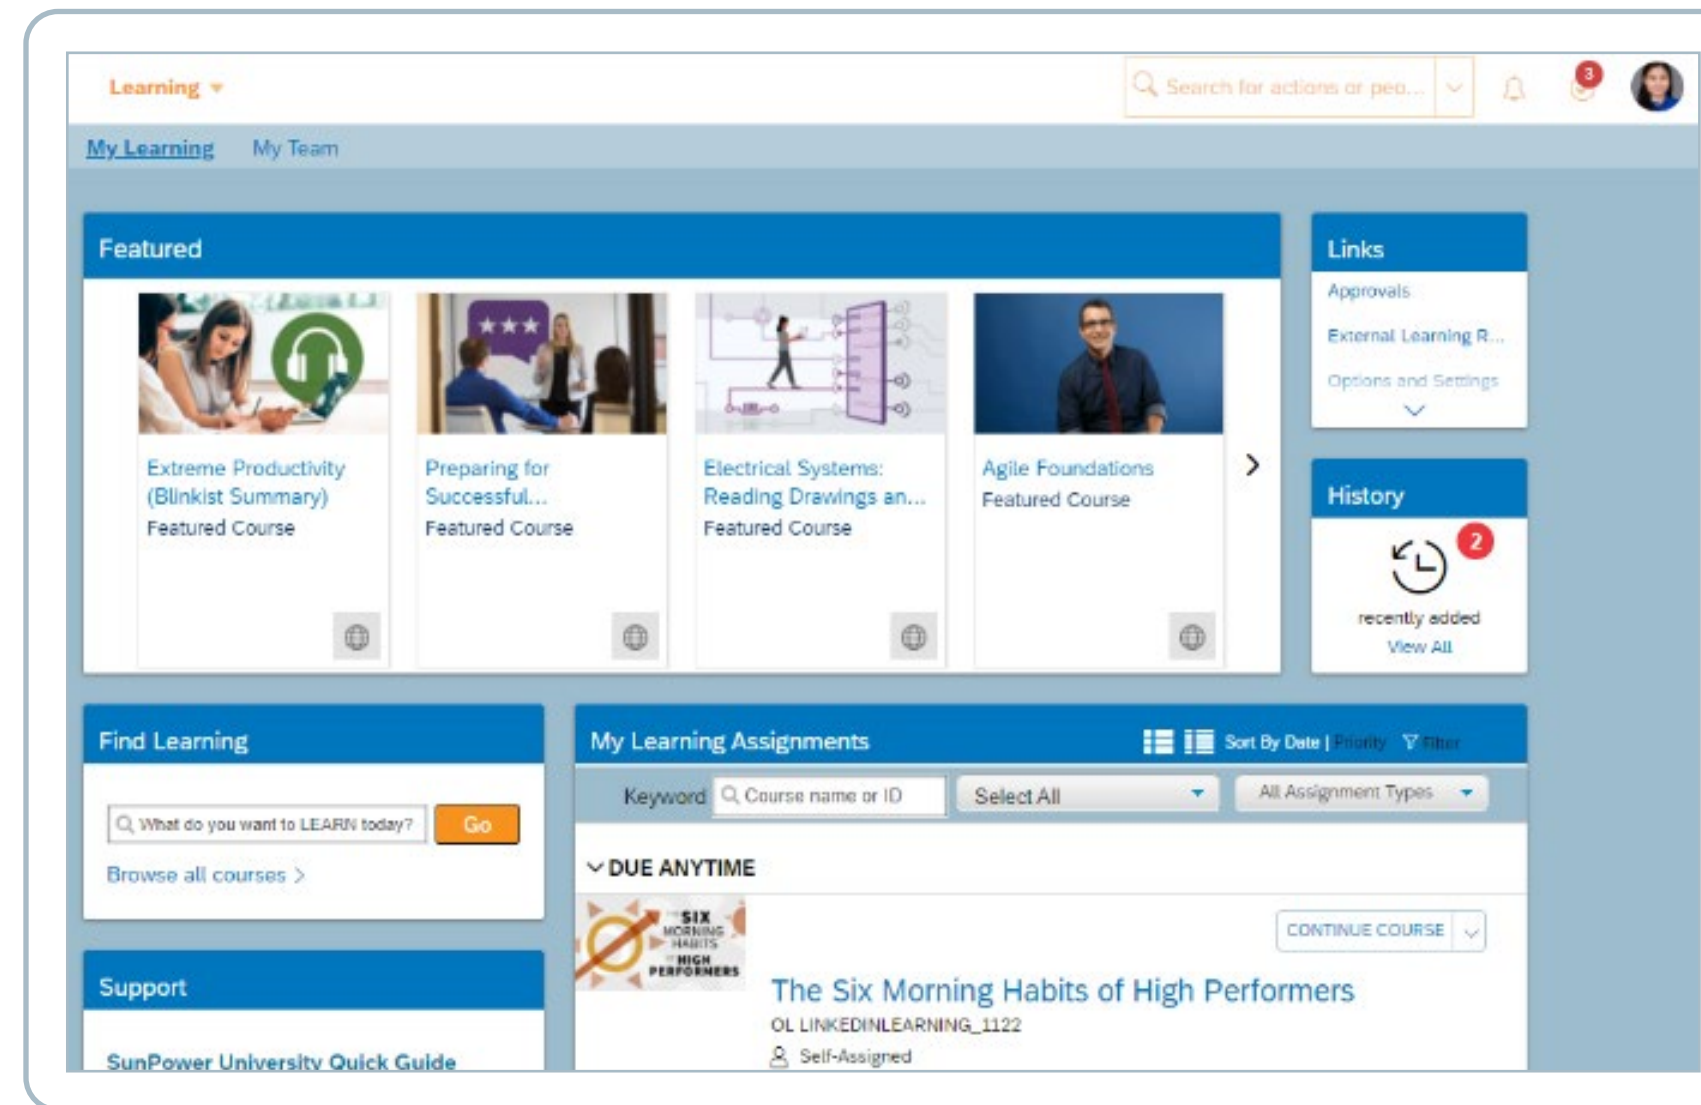 Learning
Search for actions or peo...
3
My Learning
My Team
Featured
Extreme Productivity
(Blinkist Summary)
Featured Course
Preparing for
Successful...
Featured Course
Electrical Systems:
Reading Drawings an...
Featured Course
Agile Foundations
Featured Course
Links
Approvals
External Learning R...
Options and Settings
History
2
recently added
View All
Find Learning
What do you want to LEARN today?
Go
Browse all courses >
Support
SunPower University Quick Guide
My Learning Assignments
Sort By Date | Priority Filter
Keyword
Course name or ID
Select All
All Assignment Types
DUE ANYTIME
THE SIX
MORNING
HABITS
OF HIGH
PERFORMERS
CONTINUE COURSE
The Six Morning Habits of High Performers
OL LINKEDINLEARNING_1122
Self-Assigned